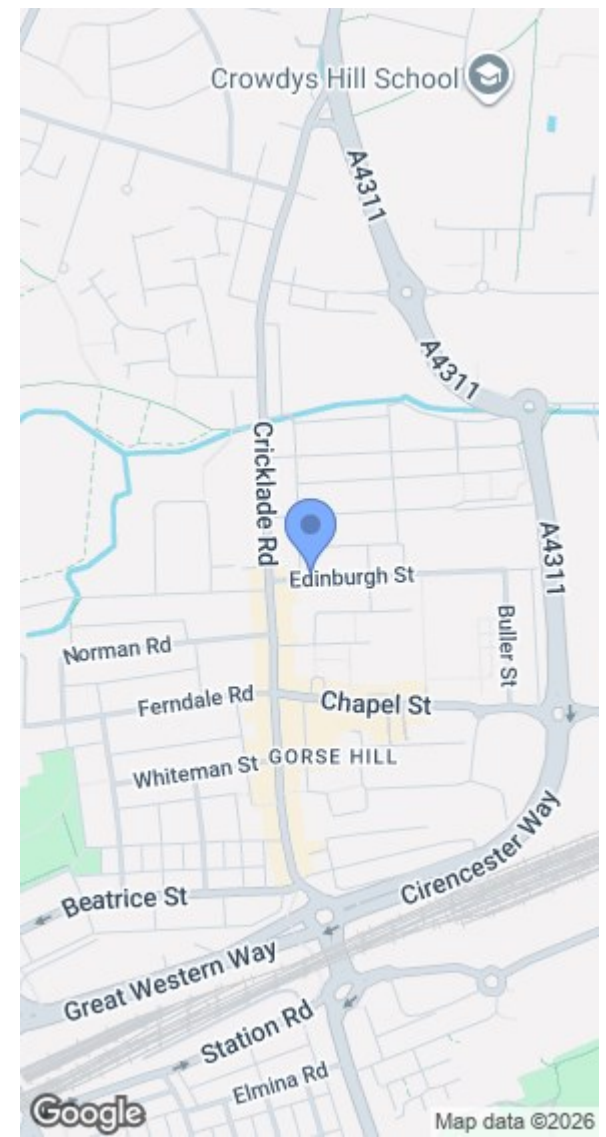 Crowdys Hill School
A4311
A4311
Cricklade Rd
A4311
Edinburgh St
Buller St
Norman Rd
Ferndale Rd
Chapel St
GORSE HILL
Whiteman St
Cirencester Way
Beatrice St
Great Western Way
Station Rd
Elmina Rd
Google
Map data ©2026